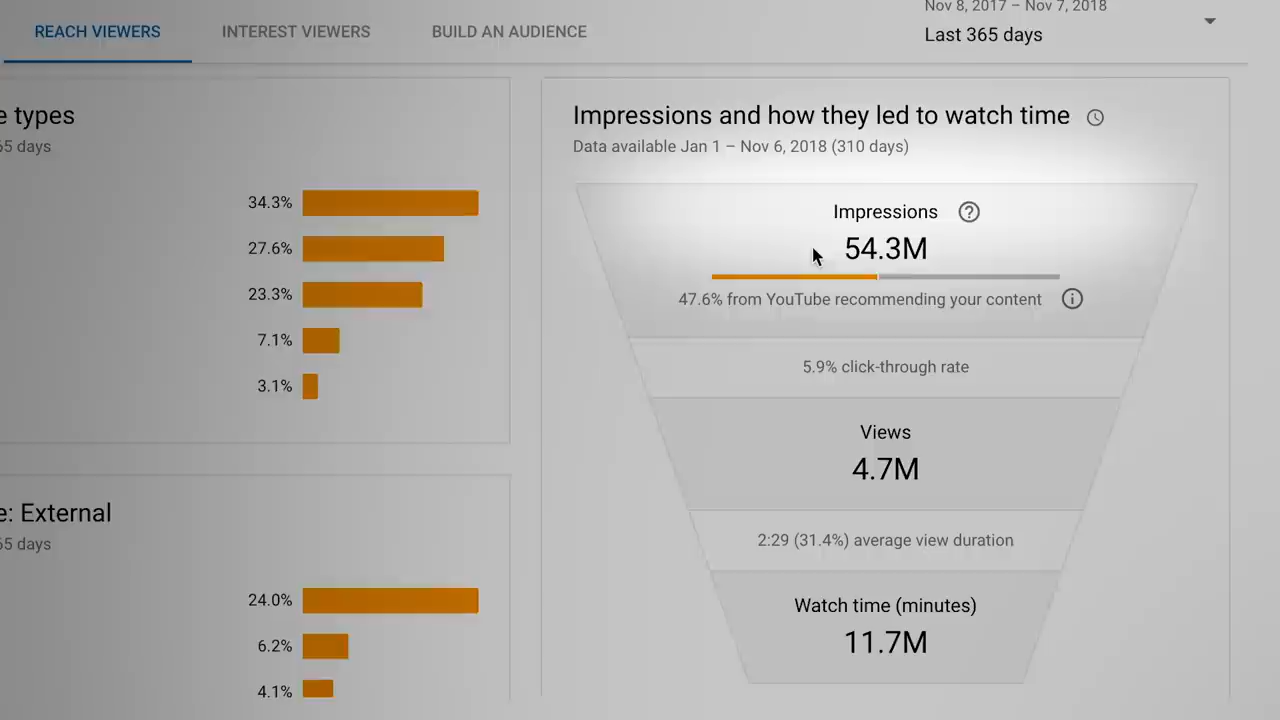 REACH VIEWERS
INTEREST VIEWERS
BUILD AN AUDIENCE
Nov 8, 2017 – Nov 7, 2018
Last 365 days
e types
65 days
34.3%
27.6%
23.3%
7.1%
3.1%
e: External
65 days
24.0%
6.2%
4.1%
Impressions and how they led to watch time
Data available Jan 1 – Nov 6, 2018 (310 days)
Impressions ?
54.3M
47.6% from YouTube recommending your content
5.9% click-through rate
Views
4.7M
2:29 (31.4%) average view duration
Watch time (minutes)
11.7M